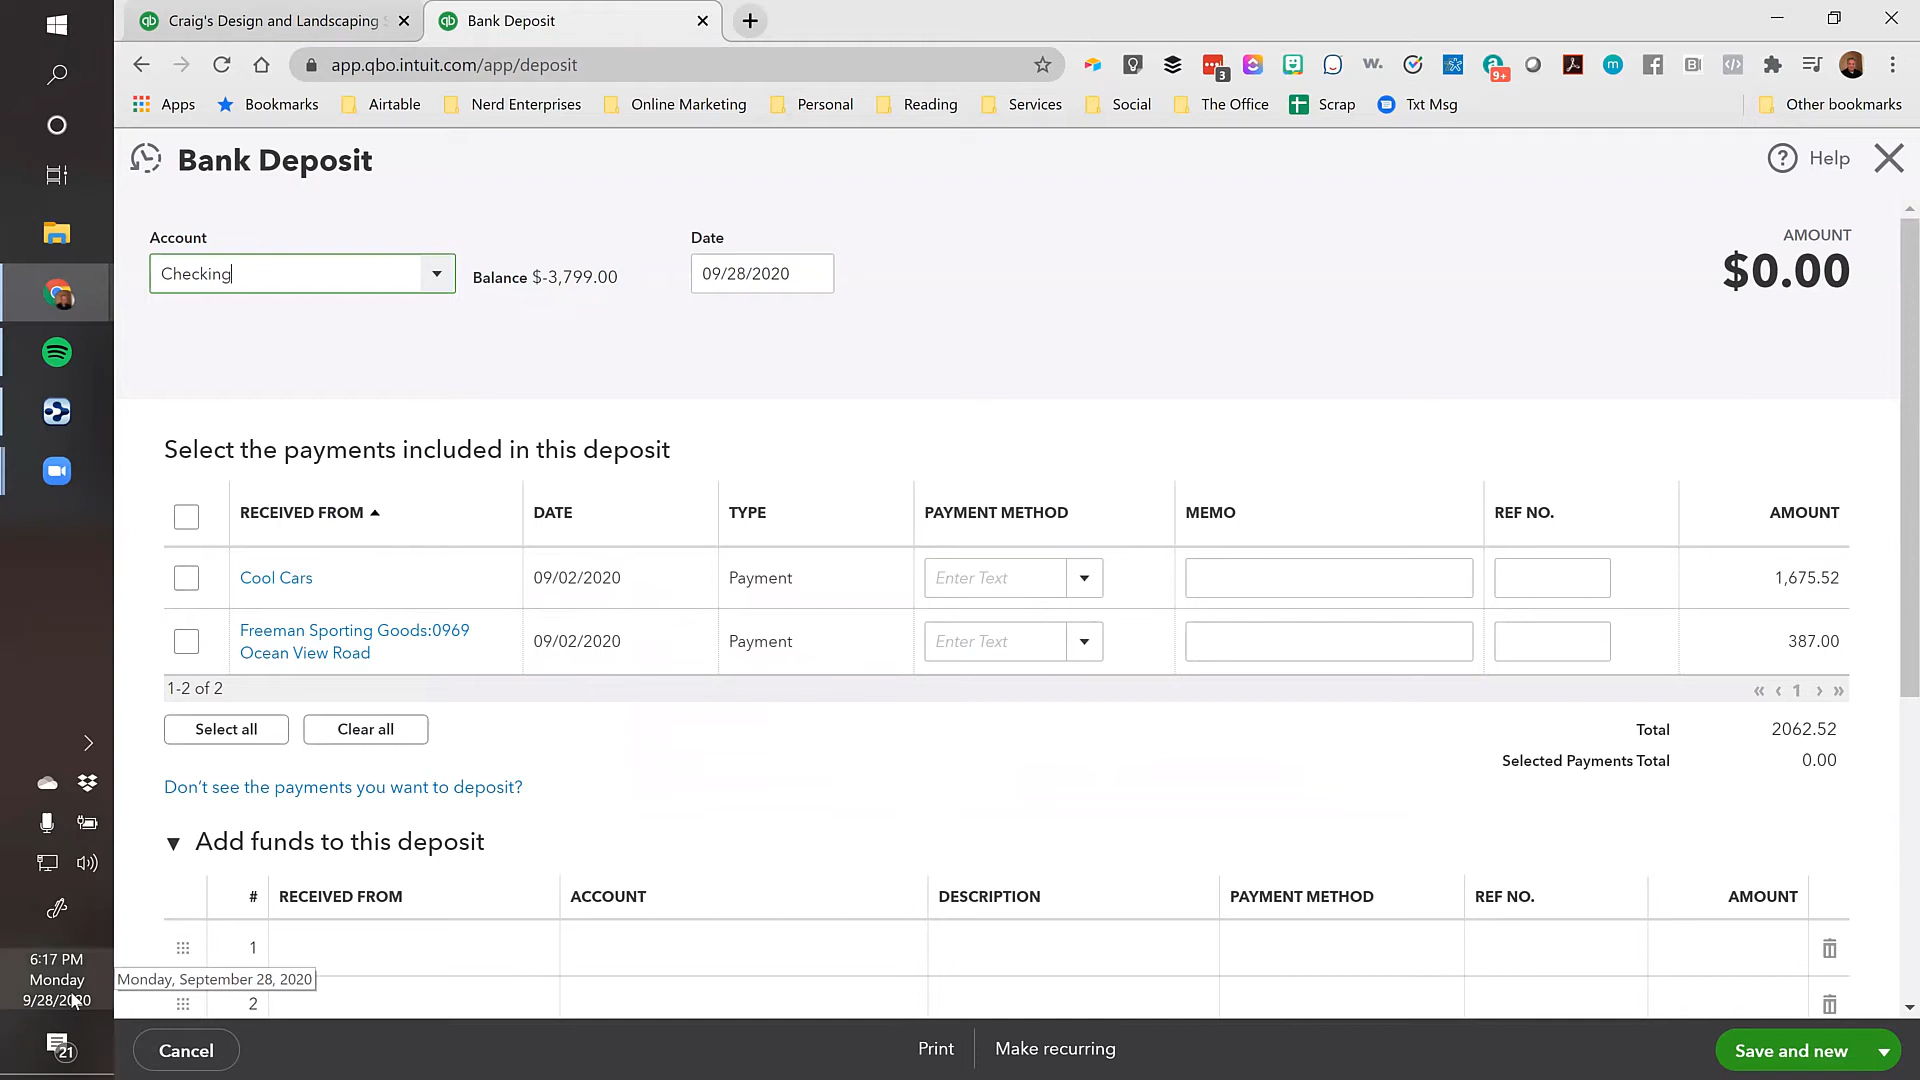 Craig's Design and Landscaping S
Bank Deposit
app.qbo.intuit.com/app/deposit
3
w.
9+
m
Apps
Bookmarks
Airtable
Nerd Enterprises
Online Marketing
Personal
Reading
Services
Social
The Office
Scrap
Txt Msg
Other bookmarks
Bank Deposit
Help
Account
Checking
Balance $-3,799.00
Date
09/28/2020
AMOUNT
$0.00
Select the payments included in this deposit
RECEIVED FROM DATE TYPE PAYMENT METHOD MEMO REF NO. AMOUNT
Cool Cars 09/02/2020 Payment Enter Text 1,675.52
Freeman Sporting Goods:0969
Ocean View Road
09/02/2020 Payment Enter Text 387.00
1-2 of 2
« ‹ 1 › »
Select all Clear all
Total 2062.52
Selected Payments Total 0.00
Don't see the payments you want to deposit?
Add funds to this deposit
# RECEIVED FROM ACCOUNT DESCRIPTION PAYMENT METHOD REF NO. AMOUNT
1
2
6:17 PM
Monday
9/28/2020
Monday, September 28, 2020
21
Cancel
Print
Make recurring
Save and new